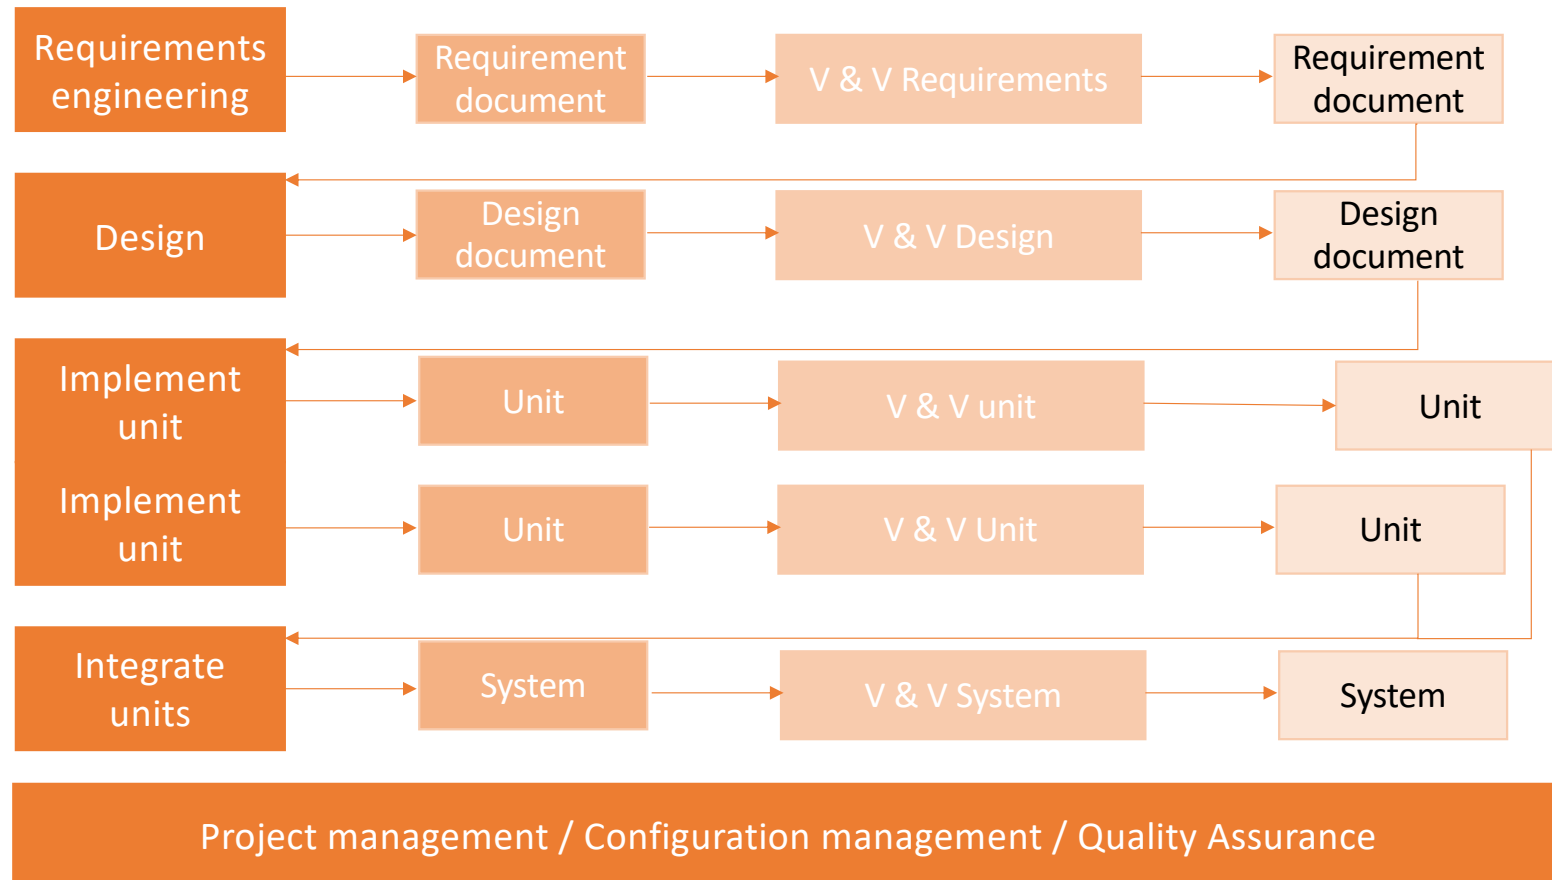 Requirements
engineering
Requirement
document
V & V Requirements
Requirement
document
Design
Design
document
V & V Design
Design
document
Implement
unit
Unit
V & V unit
Unit
Implement
unit
Unit
V & V Unit
Unit
Integrate
units
System
V & V System
System
Project management / Configuration management / Quality Assurance